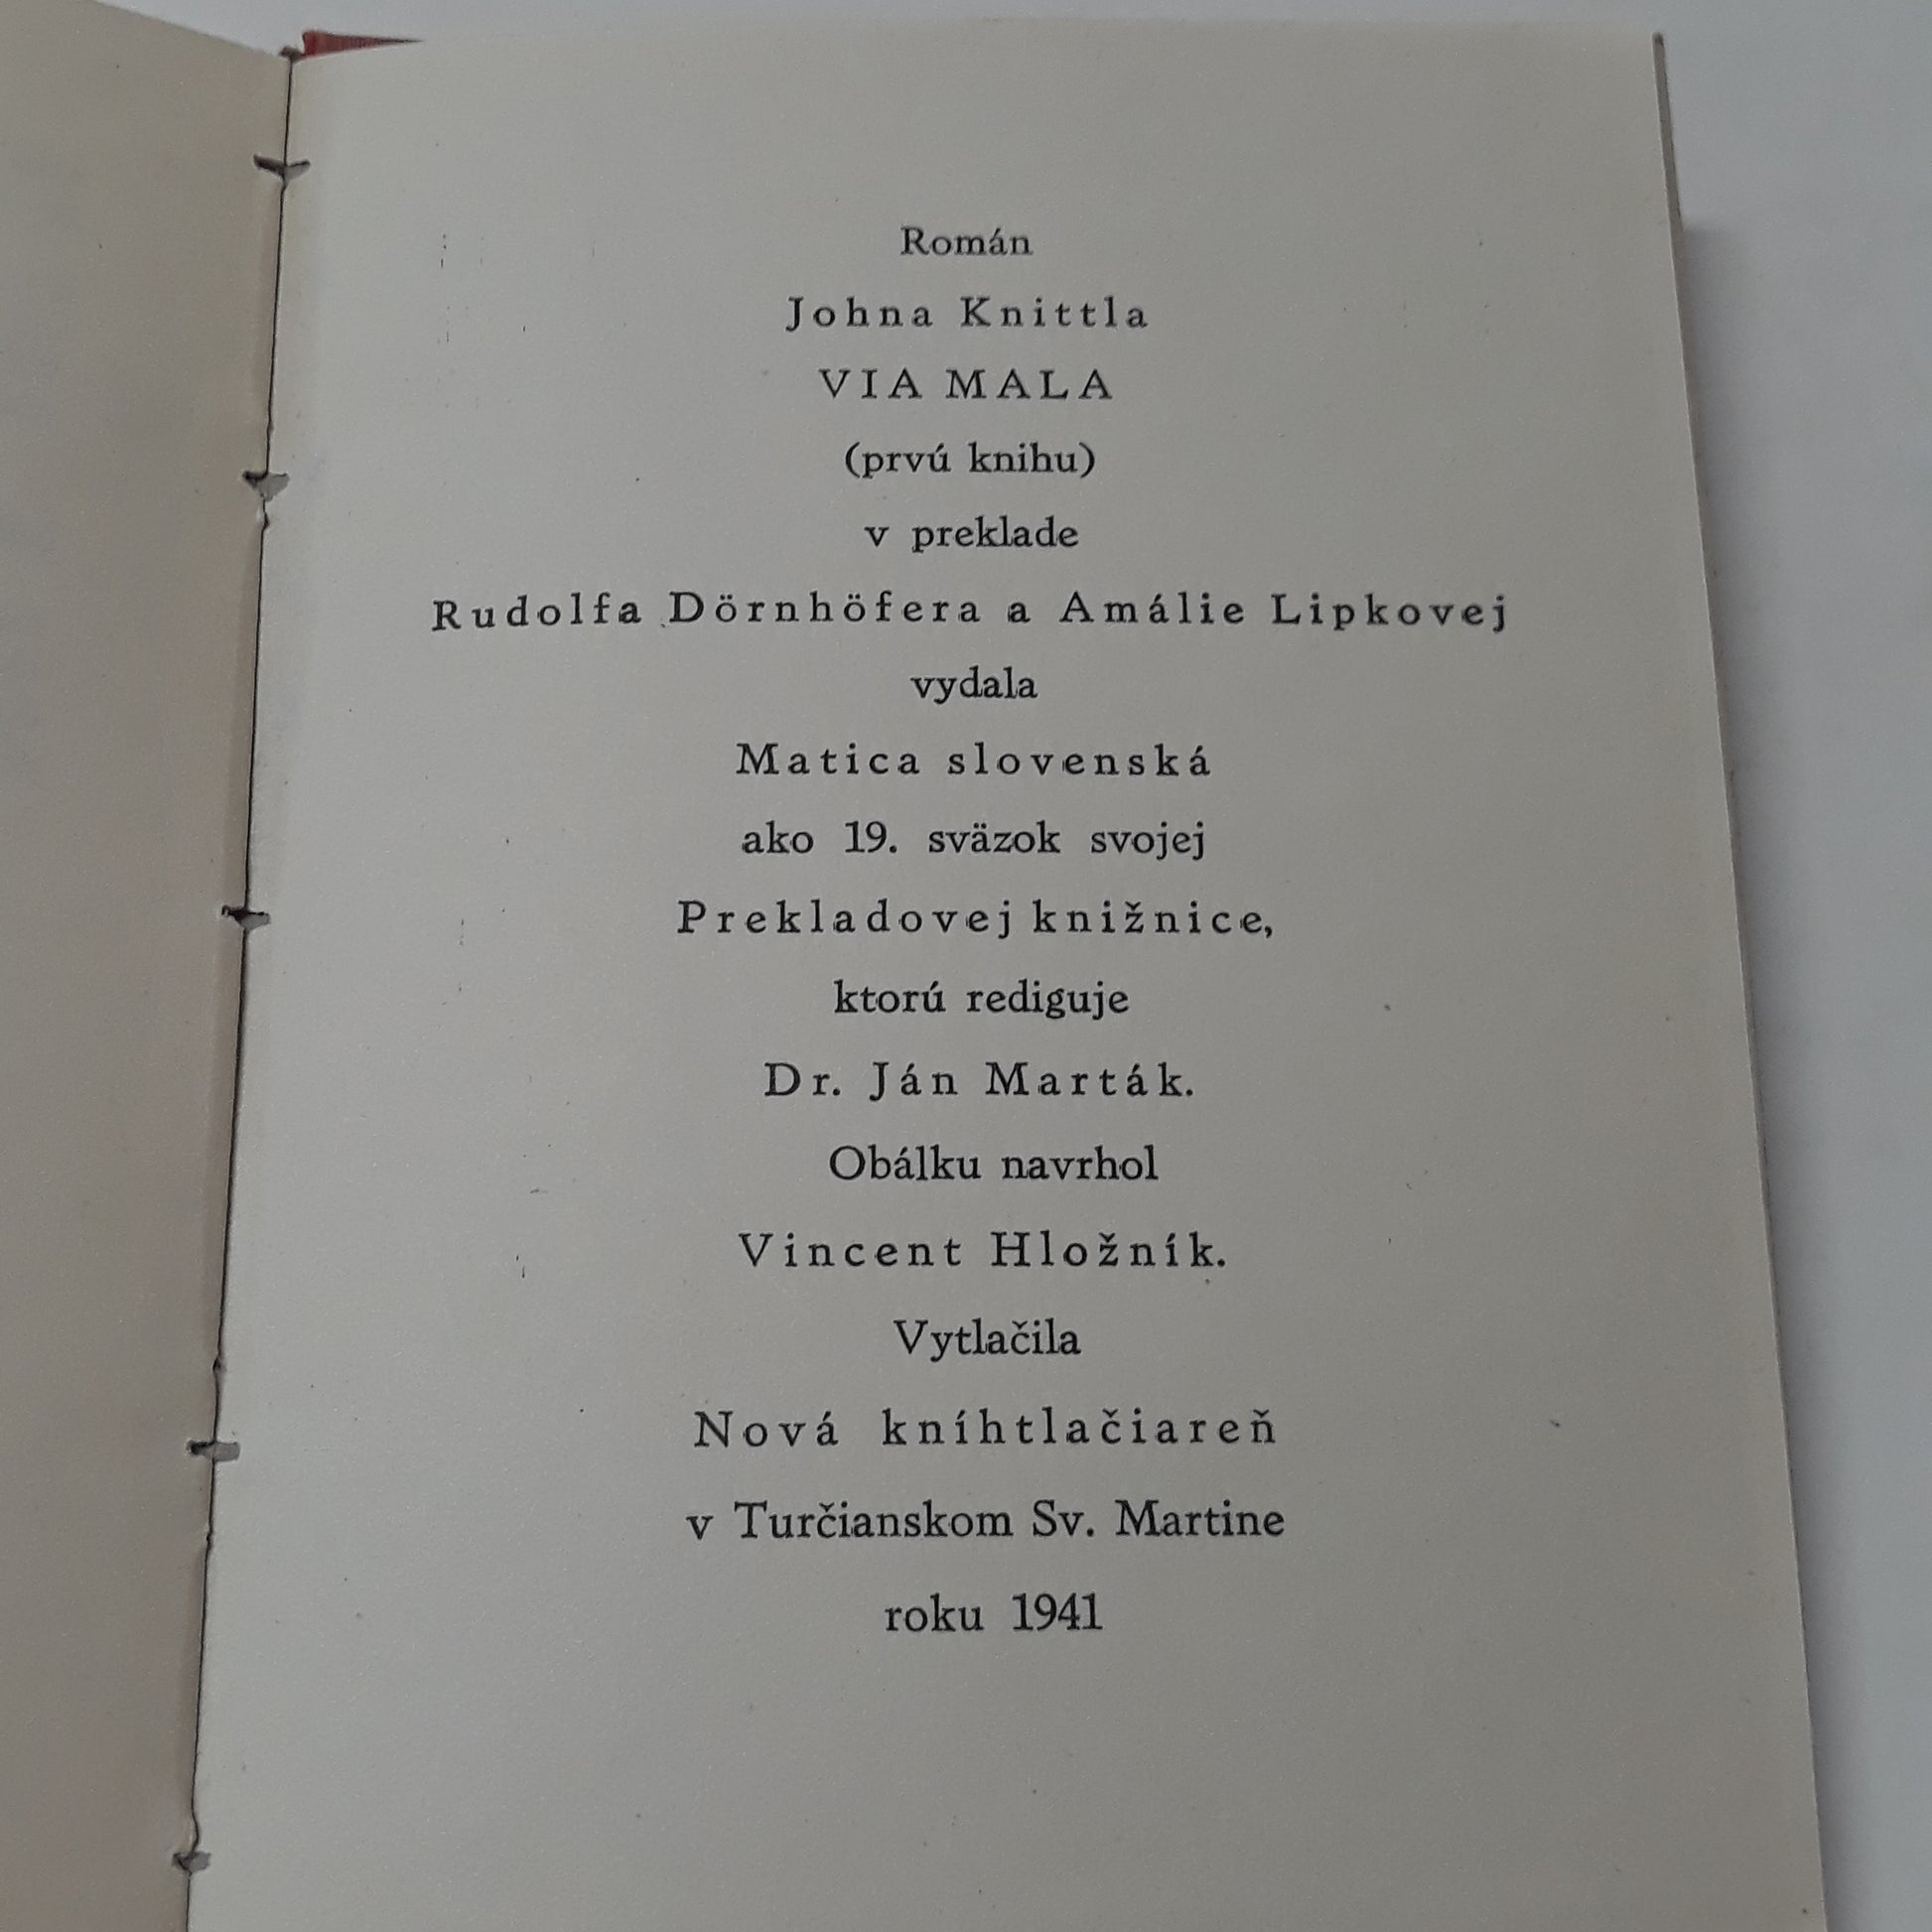 Román
Johna Knittla
VIA MALA
(prvú knihu)
v preklade
Rudolfa Dörnhöfera a Amálie Lipkovej
vydala
Matica slovenská
ako 19. sväzok svojej
Prekladovej knižnice,
ktorú rediguje
Dr. Ján Marták.
Obálku navrhol
Vincent Hložník.
Vytlačila
Nová kníhtlačiareň
v Turčianskom Sv. Martine
roku 1941